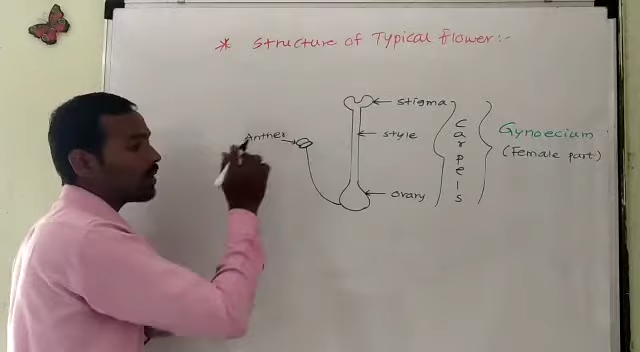 * Structure of Typical Flower:-
Anther
stigma
style
ovary
Carpels
Gynoecium
(Female part)